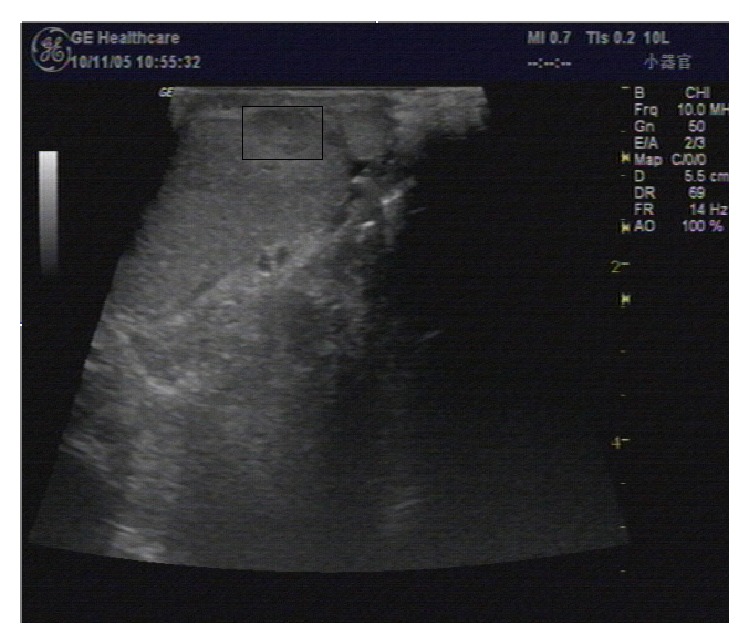 GE Healthcare
10/11/05 10:55:32
MI 0.7 TIs 0.2 10L
--:--:-- 小器官
GE
B CHI
Frq 10.0 MH
Gn 50
E/A 2/3
Map C/0/0
D 5.5 cm
DR 69
FR 14 Hz
AO 100 %
2
4